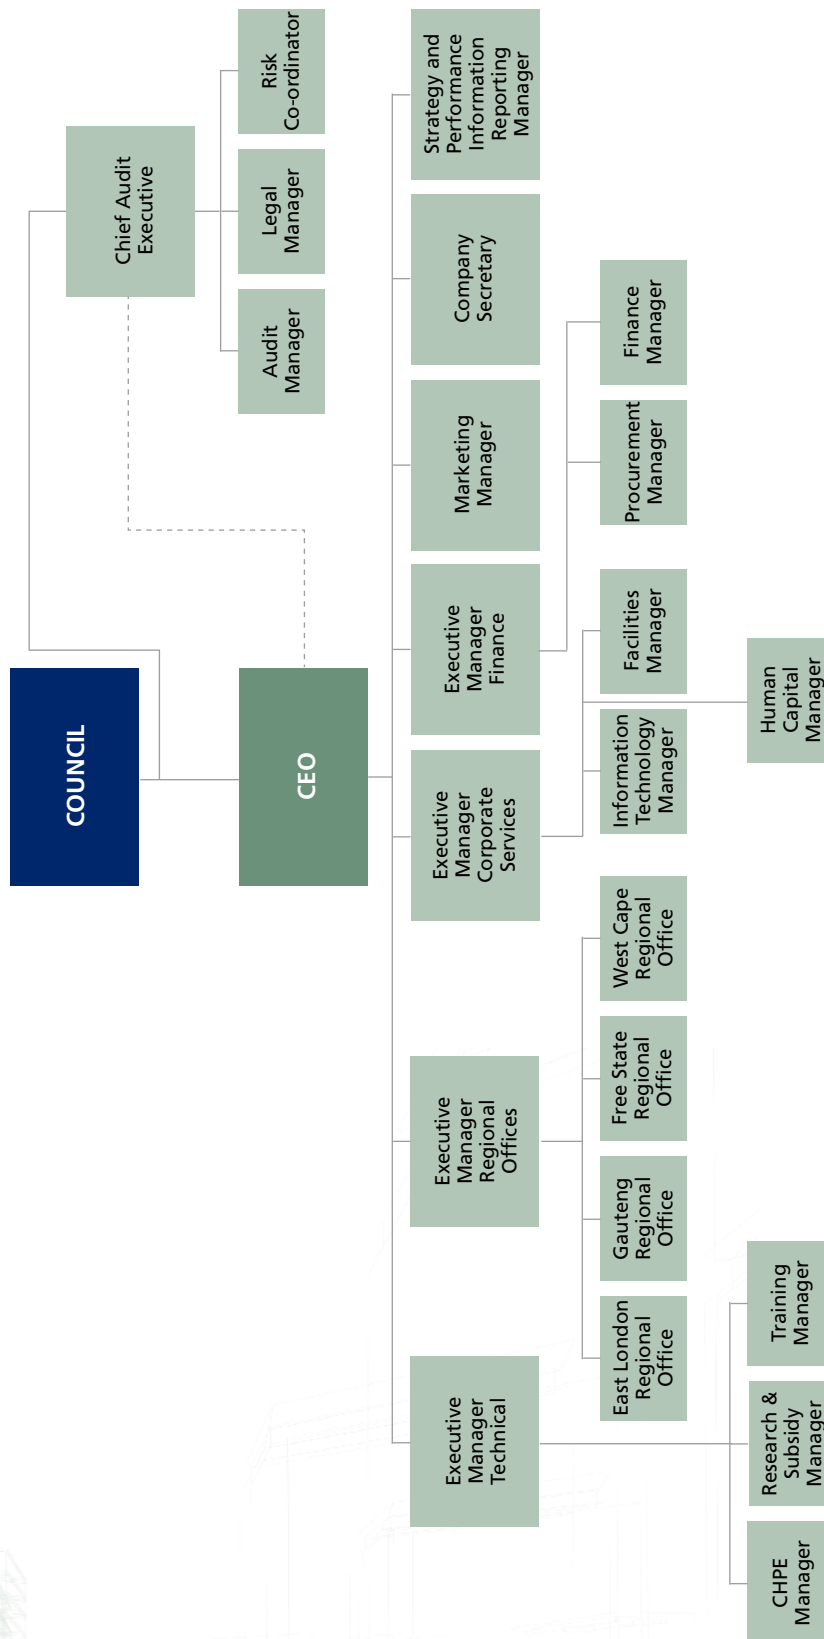 COUNCIL
Chief Audit
Executive
CEO
Audit
Manager
Legal
Manager
Risk
Co-ordinator
Executive
Manager
Technical
Executive
Manager
Regional
Offices
Executive
Manager
Corporate
Services
Executive
Manager
Finance
Marketing
Manager
Company
Secretary
Strategy and
Performance
Information
Reporting
Manager
East London
Regional
Office
Gauteng
Regional
Office
Free State
Regional
Office
West Cape
Regional
Office
Information
Technology
Manager
Facilities
Manager
Procurement
Manager
Finance
Manager
CHPE
Manager
Research &
Subsidy
Manager
Training
Manager
Human
Capital
Manager